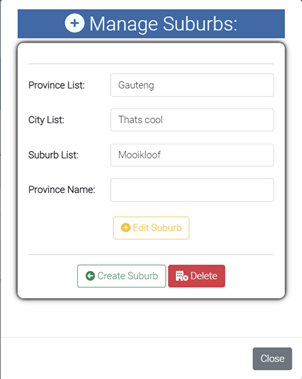 Manage Suburbs:
Province List: Gauteng
City List: Thats cool
Suburb List: Mooikloof
Province Name:
Edit Suburb
Create Suburb Delete
Close